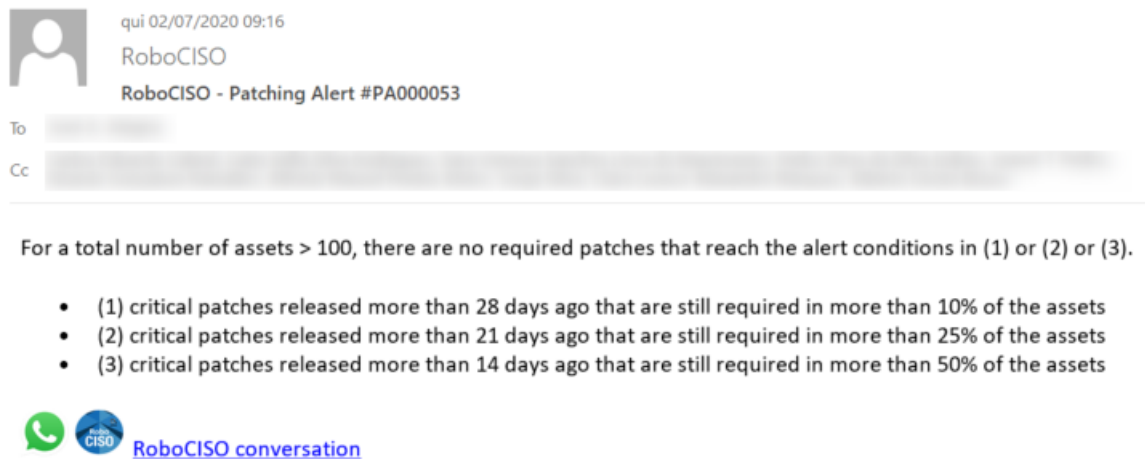 qui 02/07/2020 09:16
RoboCISO
RoboCISO - Patching Alert #PA000053
To
Cc
For a total number of assets > 100, there are no required patches that reach the alert conditions in (1) or (2) or (3).
• (1) critical patches released more than 28 days ago that are still required in more than 10% of the assets
• (2) critical patches released more than 21 days ago that are still required in more than 25% of the assets
• (3) critical patches released more than 14 days ago that are still required in more than 50% of the assets
Robo
CISO
RoboCISO conversation